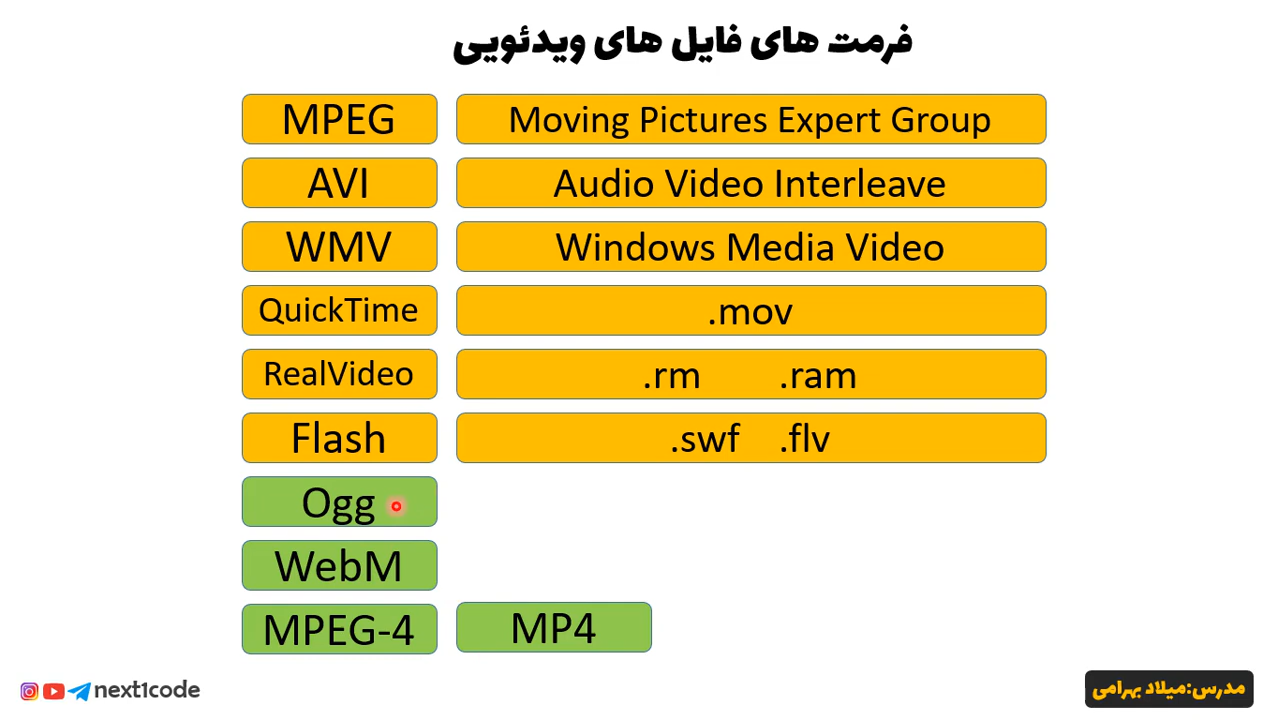 فرمت های فایل های ویدئویی
MPEG Moving Pictures Expert Group
AVI Audio Video Interleave
WMV Windows Media Video
QuickTime .mov
RealVideo .rm .ram
Flash .swf .flv
Ogg
WebM
MPEG-4 MP4
next1code
مدرس:میلاد بهرامی